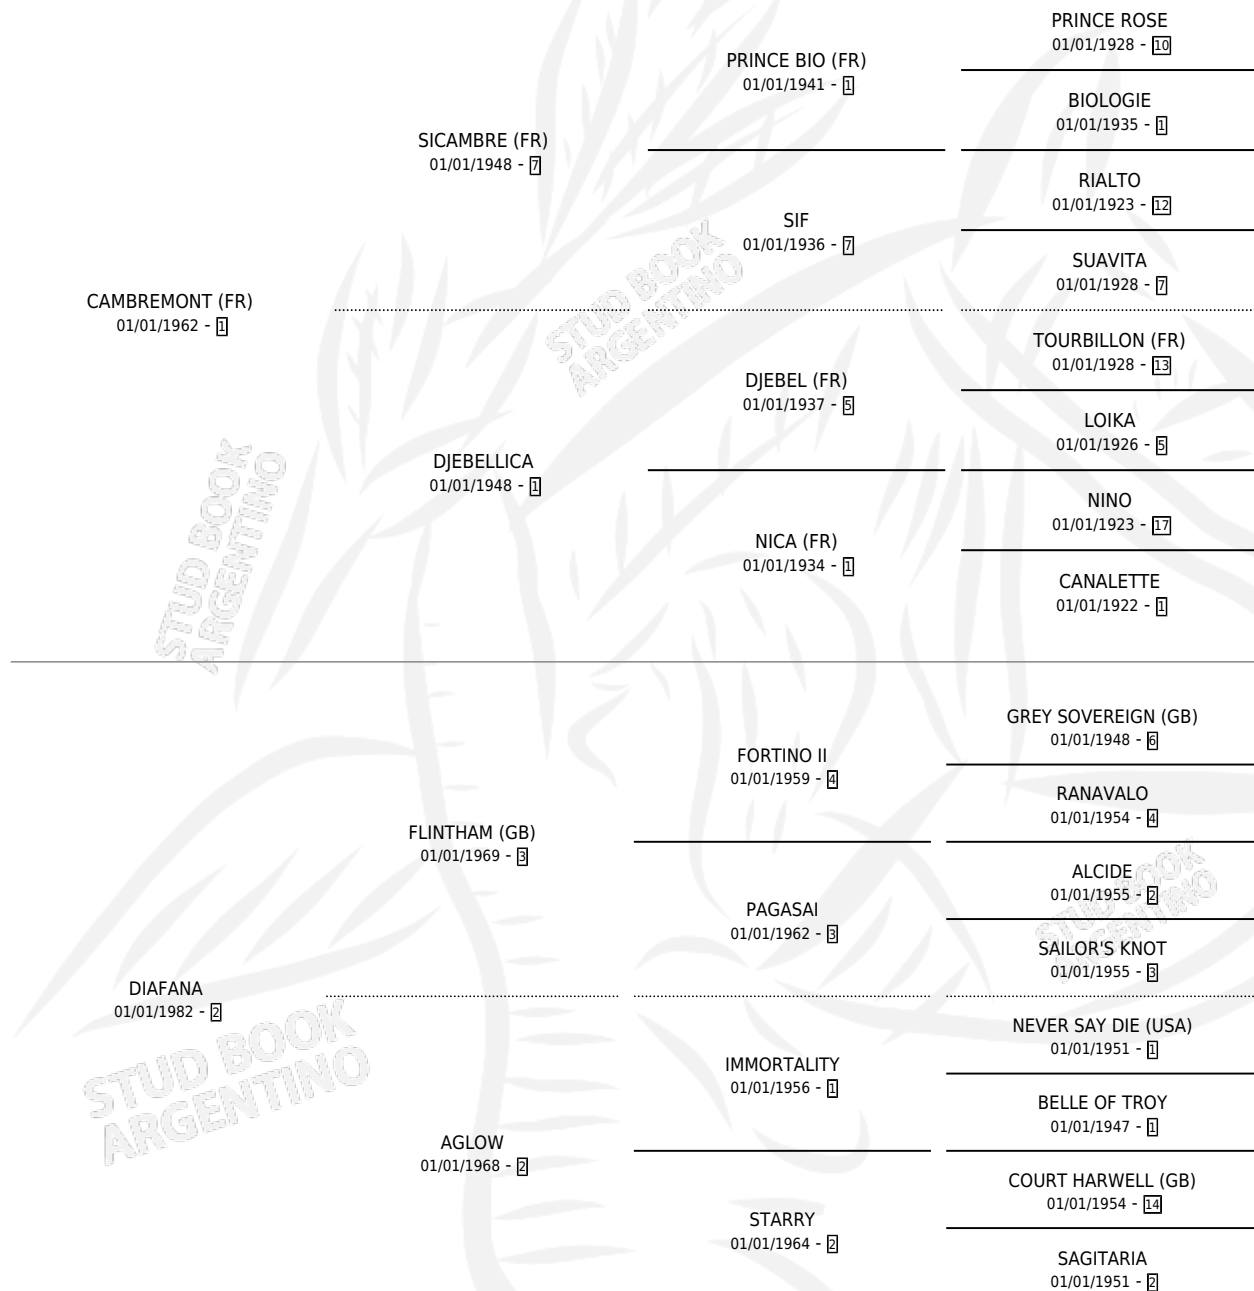 PRINCE ROSE
01/01/1928 - 10
PRINCE BIO (FR)
01/01/1941 - 1
BIOLOGIE
01/01/1935 - 1
SICAMBRE (FR)
01/01/1948 - 7
RIALTO
01/01/1923 - 12
SIF
01/01/1936 - 7
SUAVITA
01/01/1928 - 7
CAMBREMONT (FR)
01/01/1962 - 1
TOURBILLON (FR)
01/01/1928 - 13
DJEBEL (FR)
01/01/1937 - 5
LOIKA
01/01/1926 - 5
DJEBELLICA
01/01/1948 - 1
NINO
01/01/1923 - 17
NICA (FR)
01/01/1934 - 1
CANALETTE
01/01/1922 - 1
GREY SOVEREIGN (GB)
01/01/1948 - 6
FORTINO II
01/01/1959 - 4
RANAVALO
01/01/1954 - 4
FLINTHAM (GB)
01/01/1969 - 3
ALCIDE
01/01/1955 - 2
PAGASAI
01/01/1962 - 3
SAILOR'S KNOT
01/01/1955 - 3
DIAFANA
01/01/1982 - 2
NEVER SAY DIE (USA)
01/01/1951 - 1
IMMORTALITY
01/01/1956 - 1
BELLE OF TROY
01/01/1947 - 1
AGLOW
01/01/1968 - 2
COURT HARWELL (GB)
01/01/1954 - 14
STARRY
01/01/1964 - 2
SAGITARIA
01/01/1951 - 2
STUD BOOK
ARGENTINO
STUD BOOK
ARGENTINO
STUD BOOK
ARGENTINO
STUD BOOK
ARGENTINO